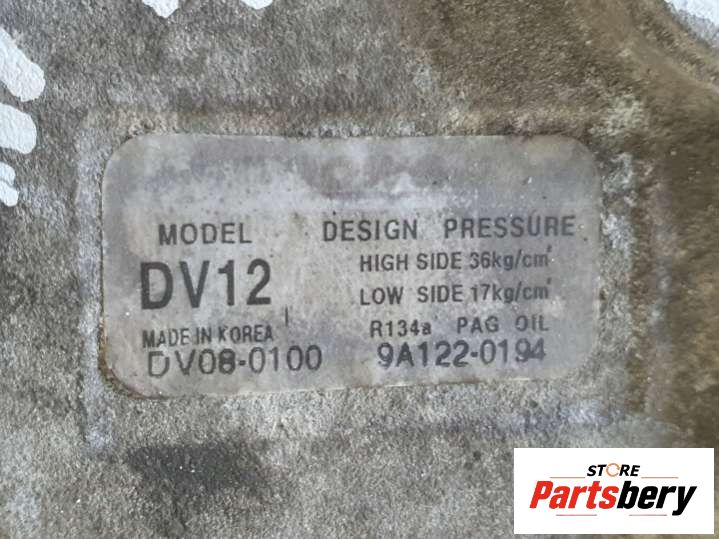 MODEL DESIGN PRESSURE
DV12 HIGH SIDE 36kg/cm²
LOW SIDE 17kg/cm²
MADE IN KOREA R134a PAG OIL
DV08-0100 9A122-0194
STORE
Partsbery